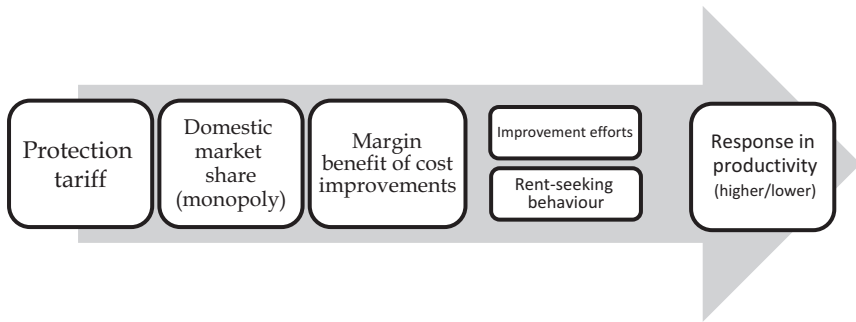 Protection
tariff
Domestic
market
share
(monopoly)
Margin
benefit of cost
improvements
Improvement efforts
Rent-seeking
behaviour
Response in
productivity
(higher/lower)